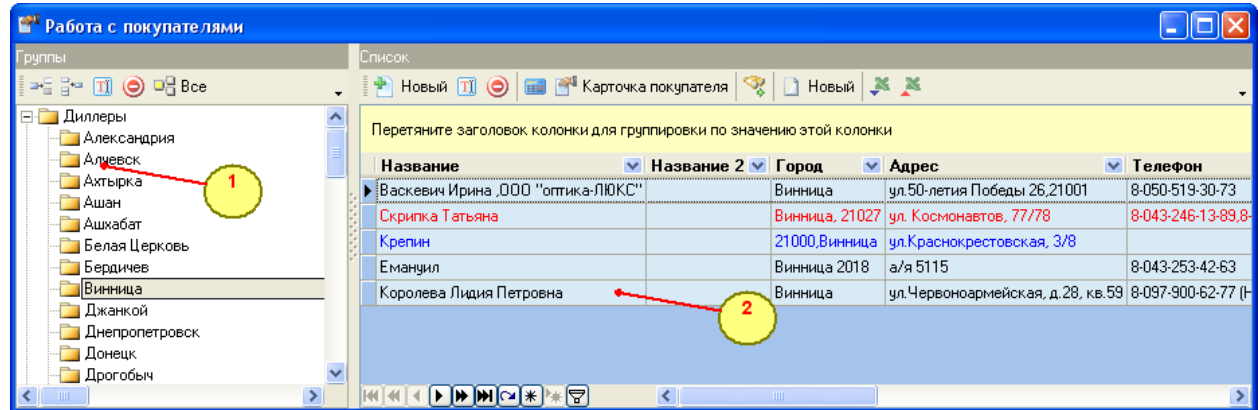 Работа с покупателями
Группы
Список
Все
Новый
Карточка покупателя
Новый
Диллеры
Александрия
Алчевск
Ахтырка
Ашан
Ашхабат
Белая Церковь
Бердичев
Винница
Джанкой
Днепропетровск
Донецк
Дрогобыч
1
Перетяните заголовок колонки для группировки по значению этой колонки
Название Название 2 Город Адрес Телефон
Васкевич Ирина ,ООО "оптика-ЛЮКС" Винница ул.50-летия Победы 26,21001 8-050-519-30-73
Скрипка Татьяна Винница, 21027 ул. Космонавтов, 77/78 8-043-246-13-89,8-
Крепин 21000,Винница ул.Краснокрестовская, 3/8
Емануил Винница 2018 а/я 5115 8-043-253-42-63
Королева Лидия Петровна Винница ул.Червоноармейская, д.28, кв.59 8-097-900-62-77 (Н
2